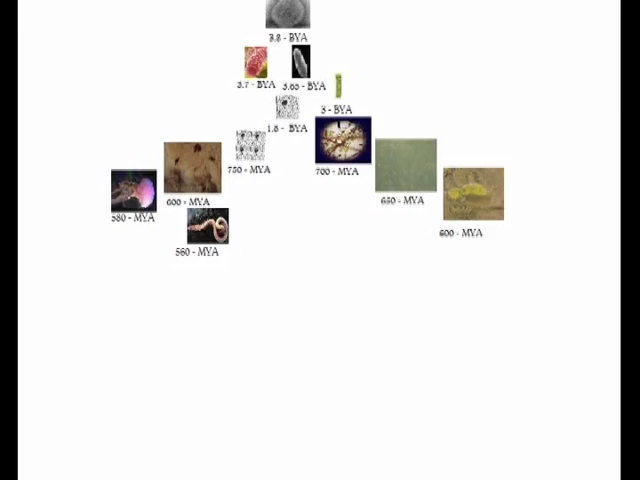 3.8 - BYA
3.7 - BYA
3.65 - BYA
3 - BYA
1.8 - BYA
750 - MYA
700 - MYA
600 - MYA
650 - MYA
580 - MYA
600 - MYA
560 - MYA